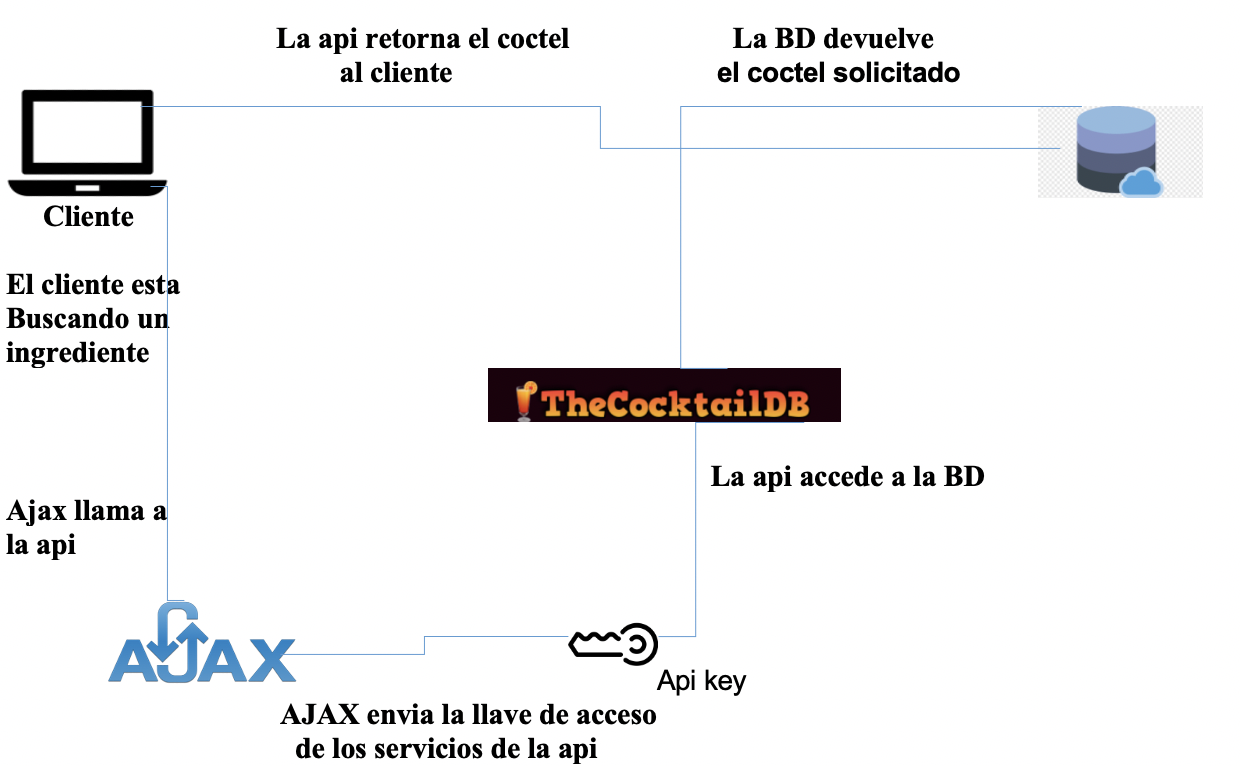 La api retorna el coctel
al cliente
La BD devuelve
el coctel solicitado
Cliente
El cliente esta
Buscando un
ingrediente
TheCocktailDB
La api accede a la BD
Ajax llama a
la api
AJAX
Api key
AJAX envia la llave de acceso
de los servicios de la api